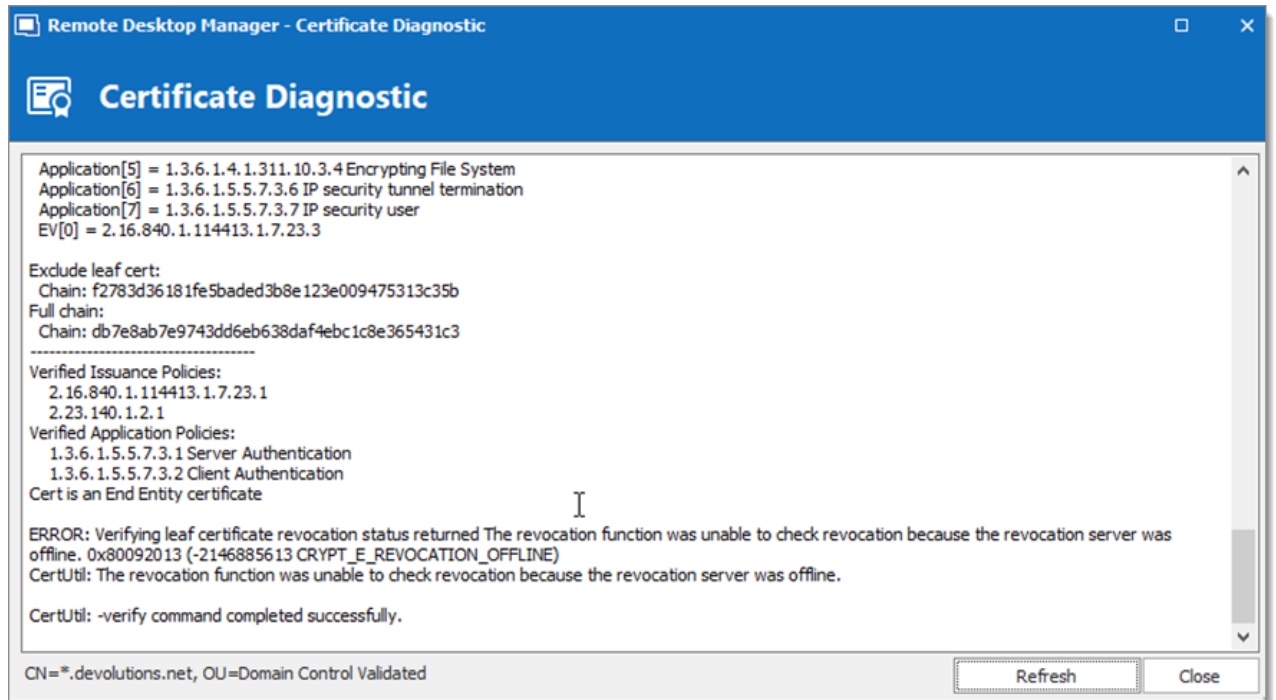 Remote Desktop Manager - Certificate Diagnostic
Certificate Diagnostic
Application[5] = 1.3.6.1.4.1.311.10.3.4 Encrypting File System
Application[6] = 1.3.6.1.5.5.7.3.6 IP security tunnel termination
Application[7] = 1.3.6.1.5.5.7.3.7 IP security user
EV[0] = 2.16.840.1.114413.1.7.23.3
Exclude leaf cert:
Chain: f2783d36181fe5baded3b8e123e009475313c35b
Full chain:
Chain: db7e8ab7e9743dd6eb638daf4ebc1c8e365431c3
------------------------------------
Verified Issuance Policies:
2.16.840.1.114413.1.7.23.1
2.23.140.1.2.1
Verified Application Policies:
1.3.6.1.5.5.7.3.1 Server Authentication
1.3.6.1.5.5.7.3.2 Client Authentication
Cert is an End Entity certificate
ERROR: Verifying leaf certificate revocation status returned The revocation function was unable to check revocation because the revocation server was
offline. 0x80092013 (-2146885613 CRYPT_E_REVOCATION_OFFLINE)
CertUtil: The revocation function was unable to check revocation because the revocation server was offline.
CertUtil: -verify command completed successfully.
CN=*.devolutions.net, OU=Domain Control Validated
Refresh
Close